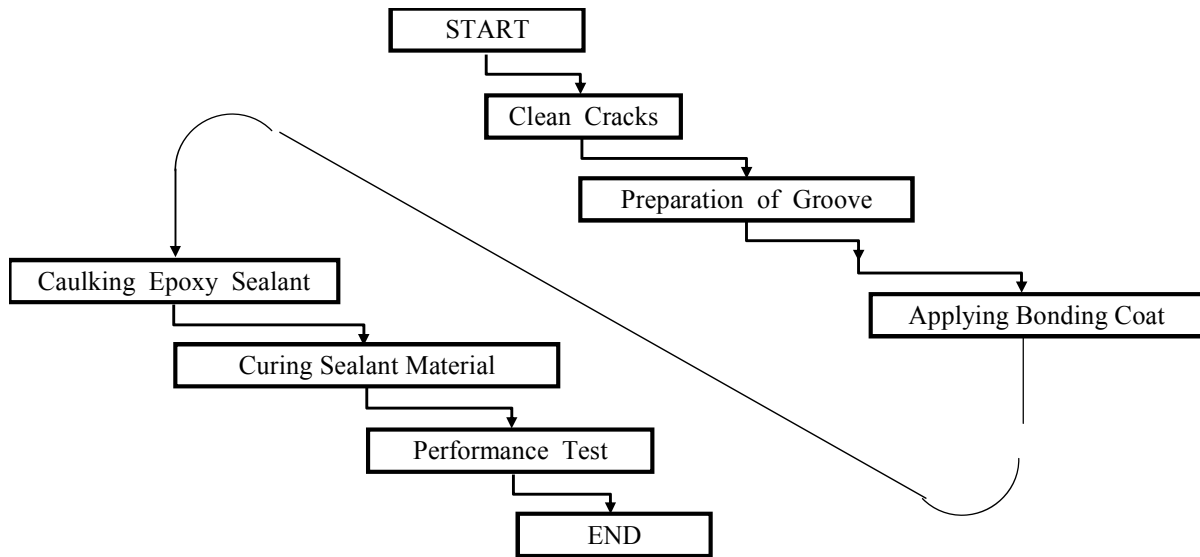 START
Clean Cracks
Preparation of Groove
Applying Bonding Coat
Caulking Epoxy Sealant
Curing Sealant Material
Performance Test
END